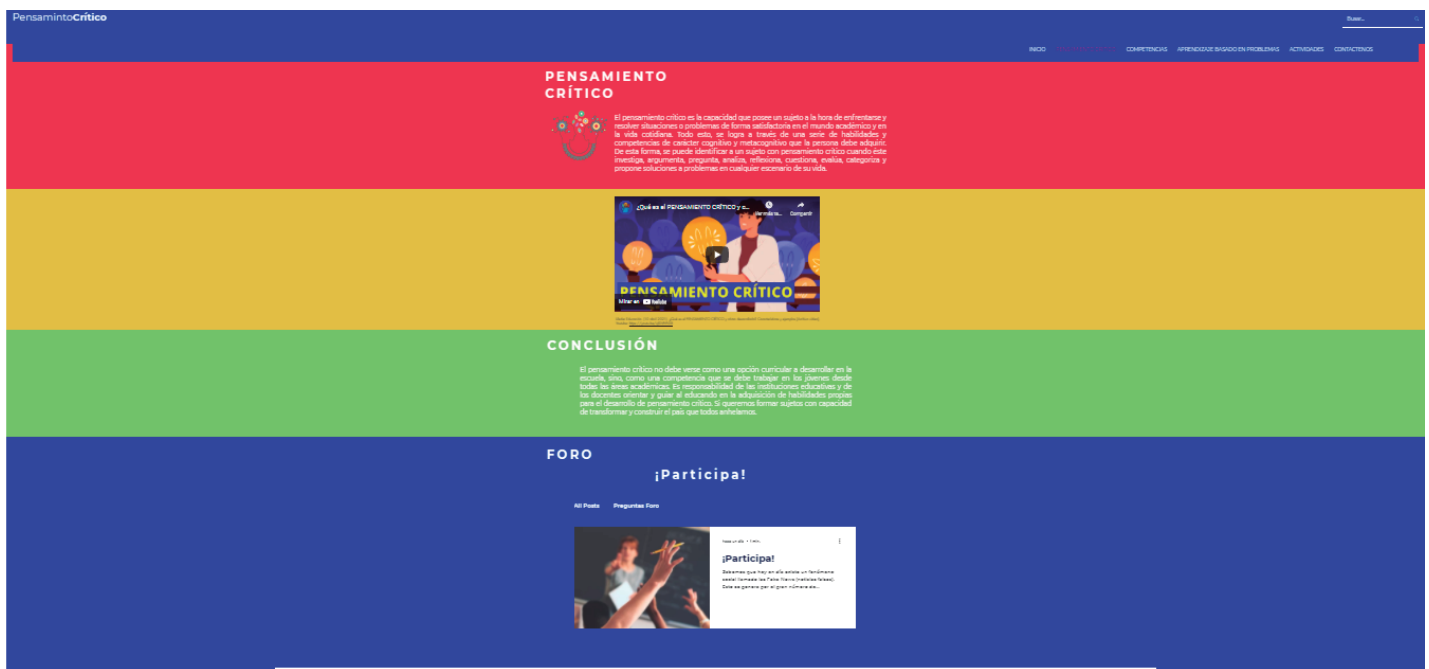 PensamintoCrítico
Busc...
INICIO
COMPETENCIAS
APRENDIZAJE BASADO EN PROBLEMAS
ACTIVIDADES
CONTACTENOS
PENSAMIENTO
CRÍTICO
El pensamiento crítico es la capacidad que posee un sujeto a la hora de enfrentarse y
resolver situaciones o problemas de forma satisfactoria en el mundo académico y en
la vida cotidiana. Todo esto, se logra a través de una serie de habilidades y
competencias de carácter cognitivo y metacognitivo que la persona debe adquirir.
De esta forma, se puede identificar a un sujeto con pensamiento crítico cuando éste
investiga, argumenta, pregunta, analiza, reflexiona, cuestiona, evalúa, categoriza y
propone soluciones a problemas en cualquier escenario de su vida.
¿Qué es el PENSAMIENTO CRÍTICO y c...
Ver más ta...
Compartir
PENSAMIENTO CRÍTICO
Mirar en YouTube
CONCLUSIÓN
El pensamiento crítico no debe verse como una opción curricular a desarrollar en la
escuela, sino, como una competencia que se debe trabajar en los jóvenes desde
todas las áreas académicas. Es responsabilidad de las instituciones educativas y de
los docentes orientar y guiar al educando en la adquisición de habilidades propias
para el desarrollo de pensamiento crítico. Si queremos formar sujetos con capacidad
de transformar y construir el país que todos anhelamos.
FORO
¡Participa!
All Posts
Preguntas Foro
hace un día • 1 min.
¡Participa!
Sabemos que hoy en día existe un fenómeno
social llamado las Fake News (noticias falsas).
Este se genera por el gran número de...